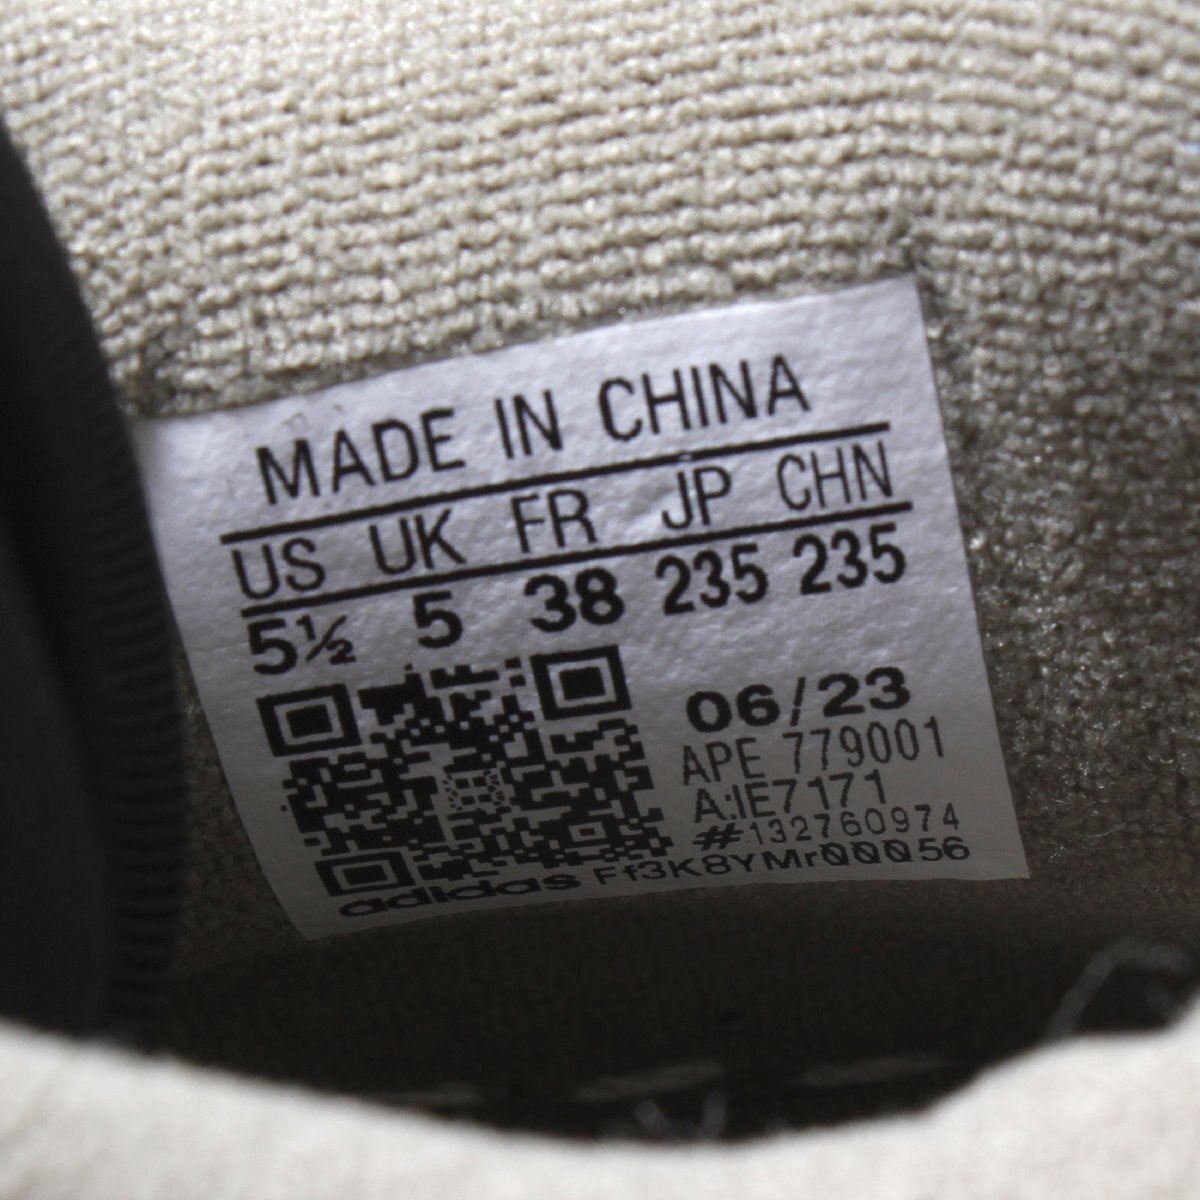 MADE IN CHINA
US UK FR JP CHN
5½ 5 38 235 235
06/23
APE 779001
A:IE7171
#132760974
adidas Ff3K8YMr00056